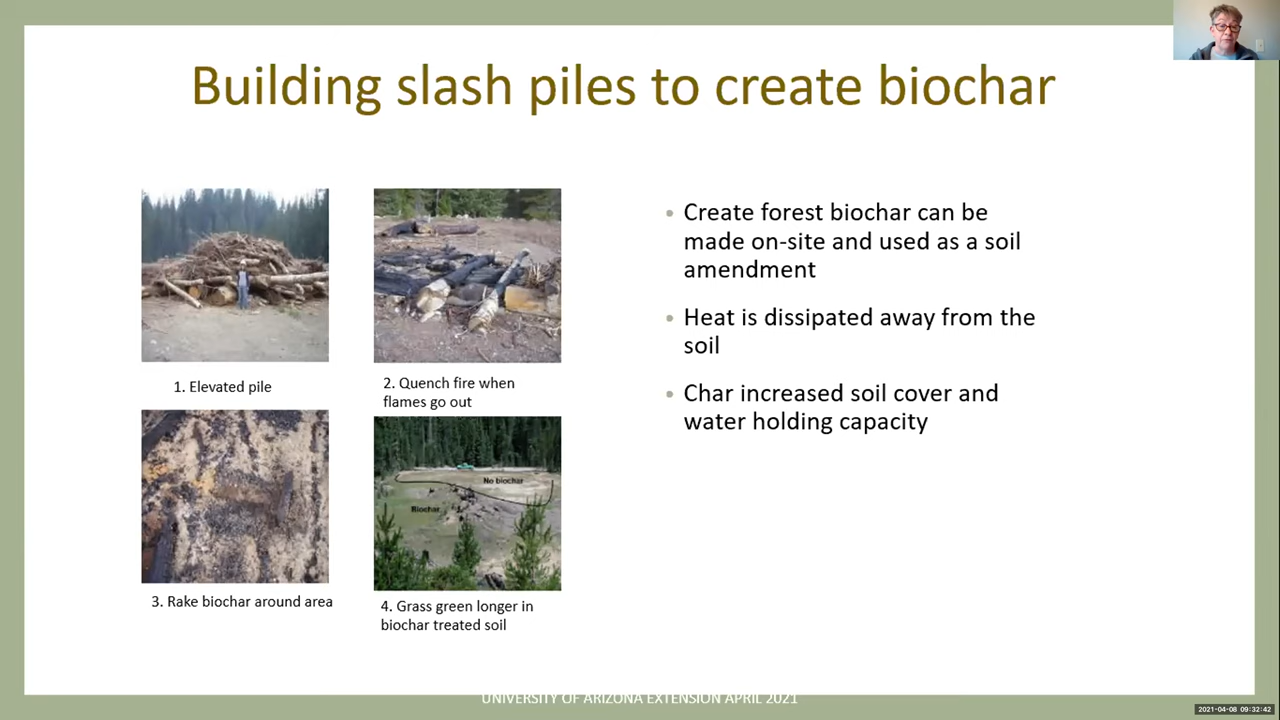 Building slash piles to create biochar
1. Elevated pile
2. Quench fire when
flames go out
No biochar
Biochar
3. Rake biochar around area
4. Grass green longer in
biochar treated soil
• Create forest biochar can be
made on-site and used as a soil
amendment
• Heat is dissipated away from the
soil
• Char increased soil cover and
water holding capacity
UNIVERSITY OF ARIZONA EXTENSION APRIL 2021
2021-04-08 09:32:42